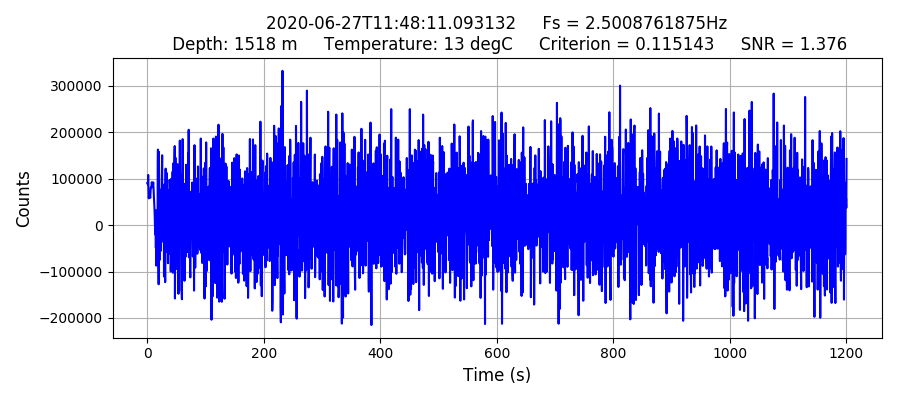 2020-06-27T11:48:11.093132 Fs = 2.5008761875Hz
Depth: 1518 m Temperature: 13 degC Criterion = 0.115143 SNR = 1.376
300000
200000
100000
0
−100000
−200000
Counts
0 200 400 600 800 1000 1200
Time (s)